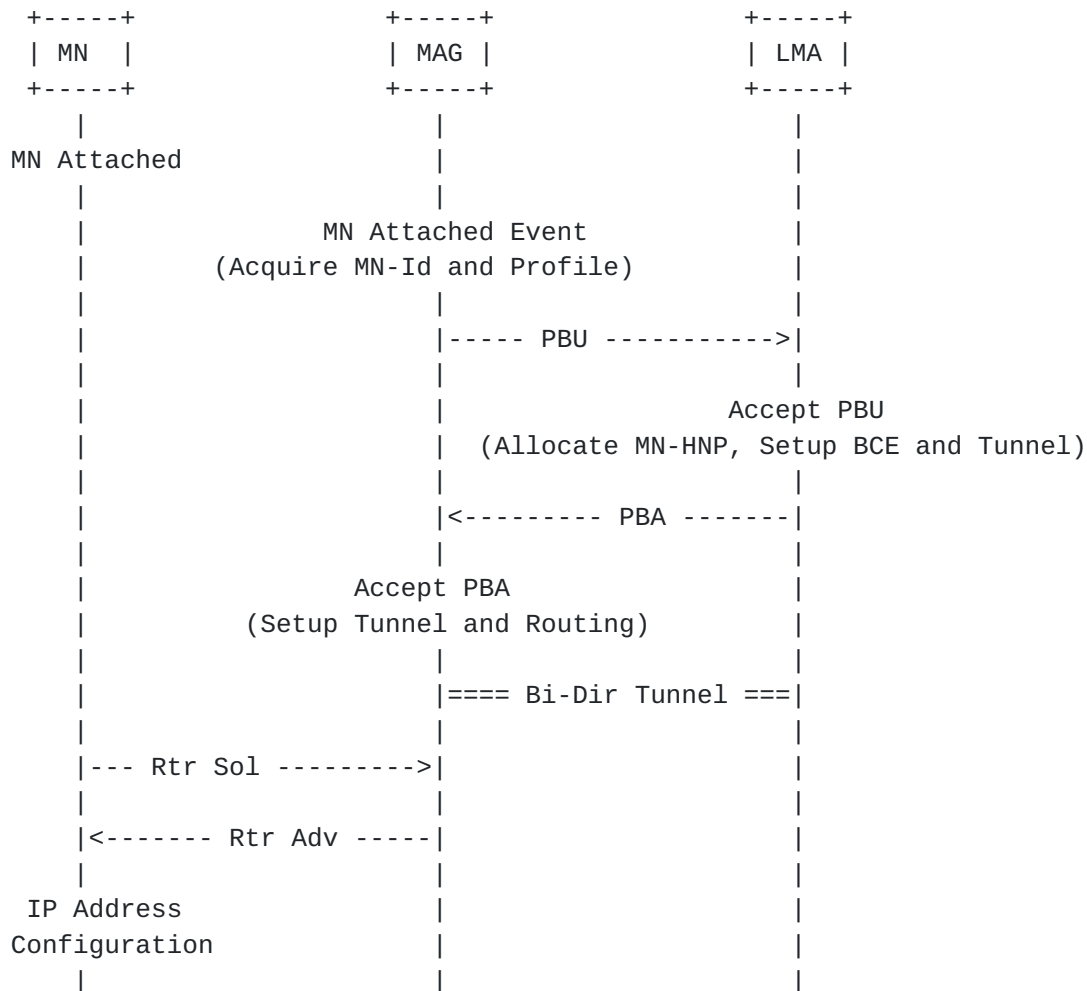 +-----+               +-----+              +-----+
| MN  |               | MAG |              | LMA |
+-----+               +-----+              +-----+
|                    |                    |
MN Attached               |                    |
|                    |                    |
|             MN Attached Event            |
|       (Acquire MN-Id and Profile)         |
|                    |                    |
|                    |----- PBU ----------->|
|                    |                    |
|                    |                Accept PBU
|                    |  (Allocate MN-HNP, Setup BCE and Tunnel)
|                    |                    |
|                    |<--------- PBA -------|
|                    |                    |
|               Accept PBA                |
|         (Setup Tunnel and Routing)        |
|                    |                    |
|                    |==== Bi-Dir Tunnel ===|
|                    |                    |
|--- Rtr Sol --------->|                    |
|                    |                    |
|<------- Rtr Adv -----|                    |
|                    |                    |
IP Address                |                    |
Configuration             |                    |
|                    |                    |